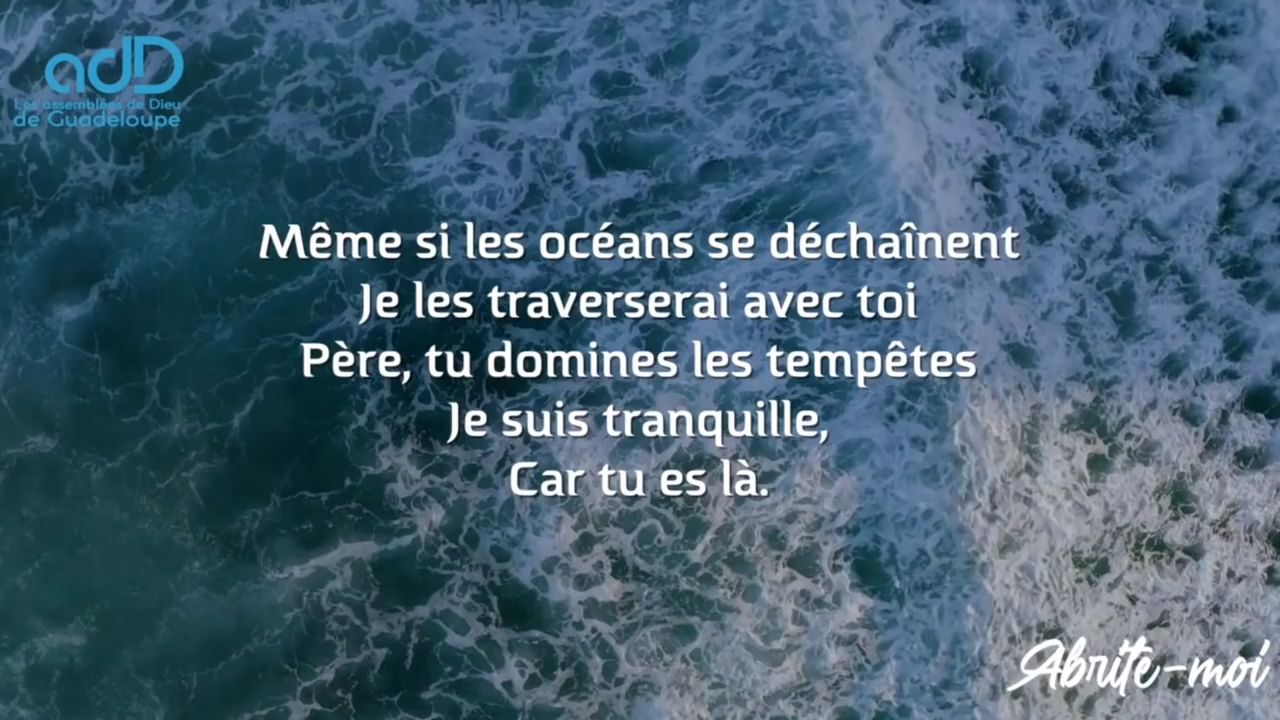 adD
Les assemblées de Dieu
de Guadeloupe
Même si les océans se déchaînent
Je les traverserai avec toi
Père, tu domines les tempêtes
Je suis tranquille,
Car tu es là.
Abrite-moi